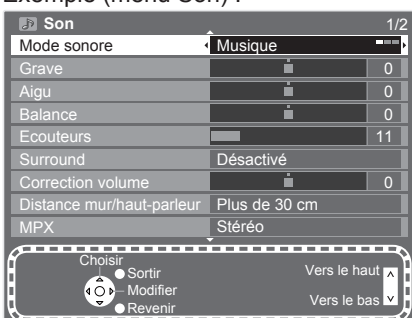 Exemple (menu Son) :
Son 1/2
Mode sonore Musique
Grave 0
Aigu 0
Balance 0
Ecouteurs 11
Surround Désactivé
Correction volume 0
Distance mur/haut-parleur Plus de 30 cm
MPX Stéréo
Choisir
Sortir Vers le haut
Modifier
Revenir Vers le bas